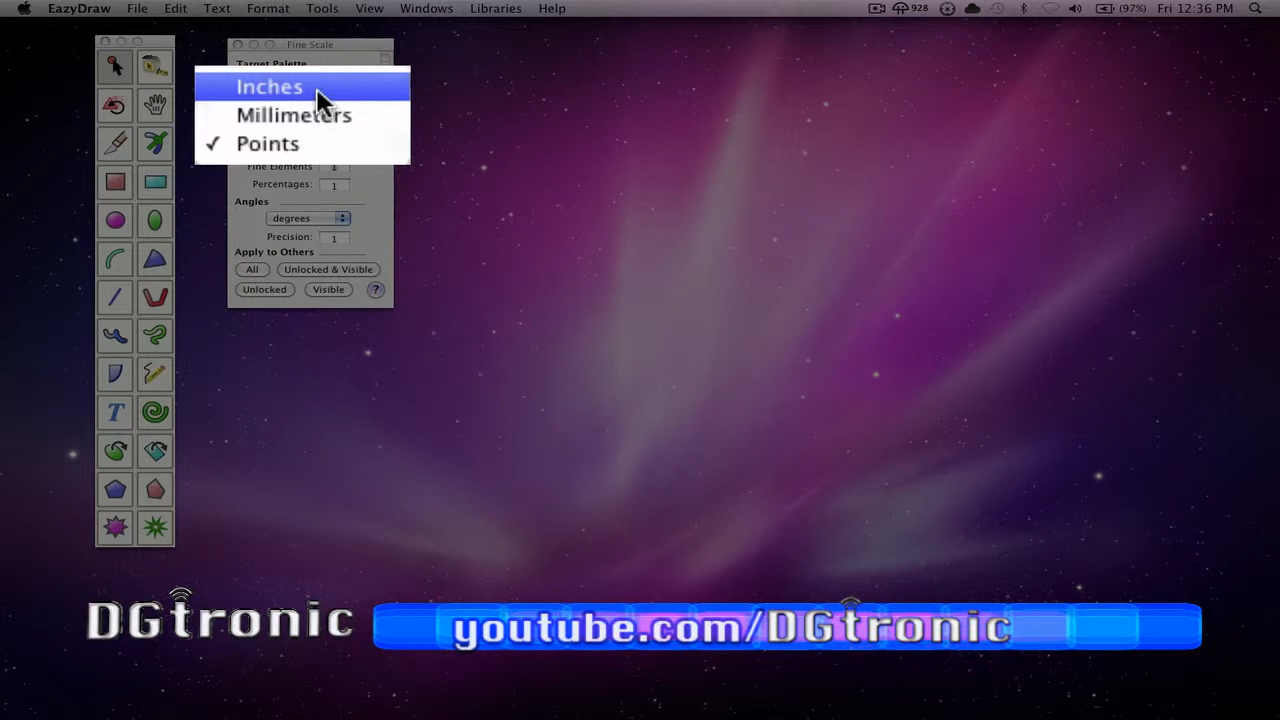 EazyDraw File Edit Text Format Tools View Windows Libraries Help 928 (97%) Fri 12:36 PM
Fine Scale
Target Palette
Inches
Millimeters
✓ Points
Fine Elements 1
Percentages: 1
Angles
degrees
Precision: 1
Apply to Others
All Unlocked & Visible
Unlocked Visible ?
T
DGtronic youtube.com/DGtronic